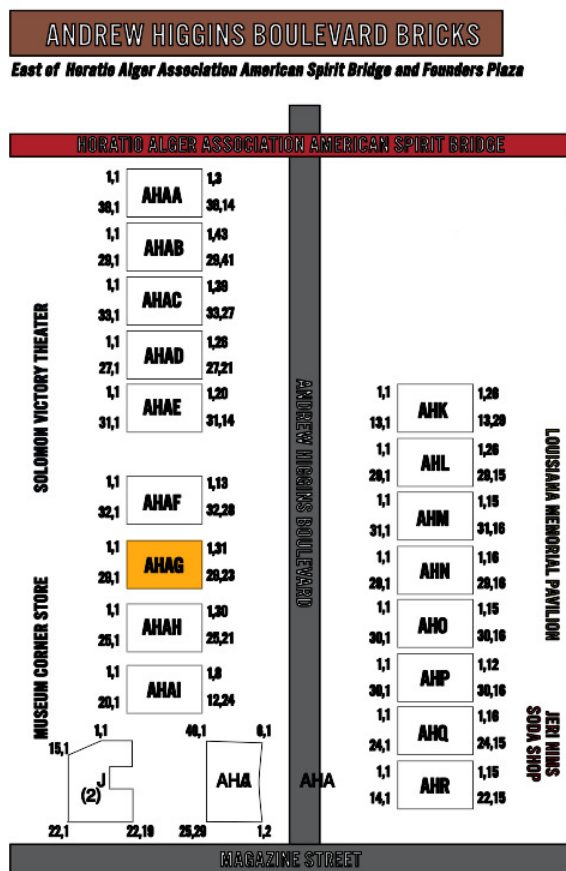 ANDREW HIGGINS BOULEVARD BRICKS
East of Horatio Alger Association American Spirit Bridge and Founders Plaza
HORATIO ALGER ASSOCIATION AMERICAN SPIRIT BRIDGE
SOLOMON VICTORY THEATER
1,1 AHAA 1,3
38,1 38,14
1,1 AHAB 1,43
29,1 29,41
1,1 AHAC 1,39
33,1 33,27
1,1 AHAD 1,26
27,1 27,21
1,1 AHAE 1,20
31,1 31,14
1,1 AHAF 1,13
32,1 32,28
MUSEUM CORNER STORE
1,1 AHAG 1,31
28,1 28,23
1,1 AHAH 1,30
25,1 25,21
1,1 AHAI 1,8
20,1 12,24
1,1
15,1
J
(2)
22,1 22,19
40,1 6,1
25,29 1,2
AHA
ANDREW HIGGINS BOULEVARD
1,1 AHK 1,26
13,1 13,29
1,1 AHL 1,26
29,1 29,15
1,1 AHM 1,15
31,1 31,16
1,1 AHN 1,16
29,1 29,16
1,1 AHO 1,15
30,1 30,16
1,1 AHP 1,12
30,1 30,16
1,1 AHQ 1,16
24,1 24,15
1,1 AHR 1,15
14,1 22,15
LOUISIANA MEMORIAL PAVILION
JERI NIMS
SODA SHOP
MAGAZINE STREET